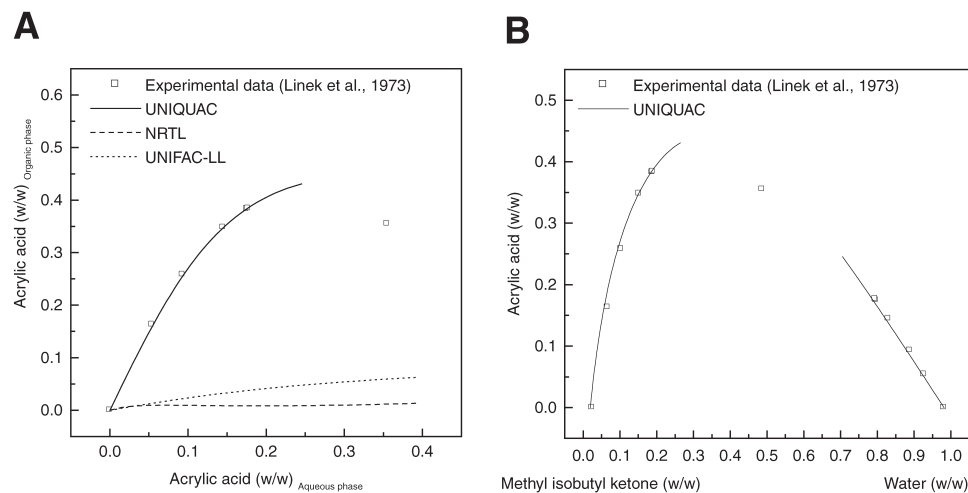 A
Experimental data (Linek et al., 1973)
UNIQUAC
NRTL
UNIFAC-LL
0.6
0.5
0.4
0.3
0.2
0.1
0.0
Acrylic acid (w/w) Organic phase
0.0 0.1 0.2 0.3 0.4
Acrylic acid (w/w) Aqueous phase
B
Experimental data (Linek et al., 1973)
UNIQUAC
0.5
0.4
0.3
0.2
0.1
0.0
Acrylic acid (w/w)
0.0 0.1 0.2 0.3 0.4 0.5 0.6 0.7 0.8 0.9 1.0
Methyl isobutyl ketone (w/w) Water (w/w)